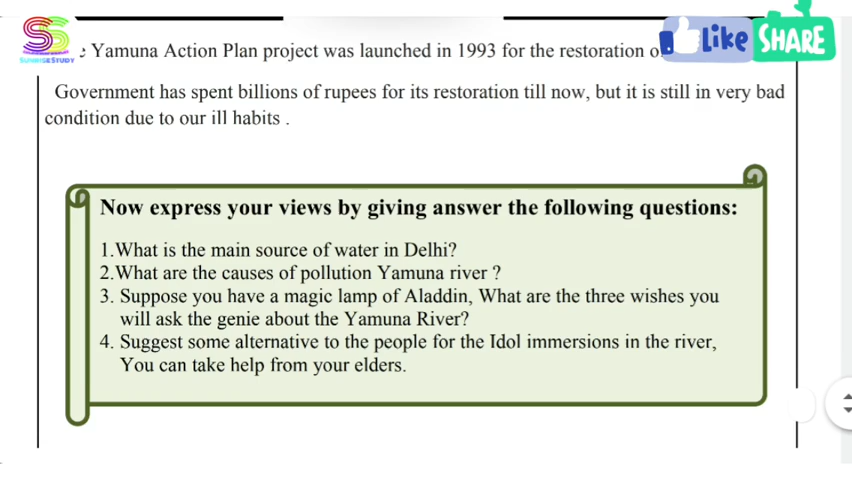 SS
SUNRISE STUDY
e Yamuna Action Plan project was launched in 1993 for the restoration
Like SHARE
Government has spent billions of rupees for its restoration till now, but it is still in very bad
condition due to our ill habits .
Now express your views by giving answer the following questions:
1.What is the main source of water in Delhi?
2.What are the causes of pollution Yamuna river ?
3. Suppose you have a magic lamp of Aladdin, What are the three wishes you
will ask the genie about the Yamuna River?
4. Suggest some alternative to the people for the Idol immersions in the river,
You can take help from your elders.